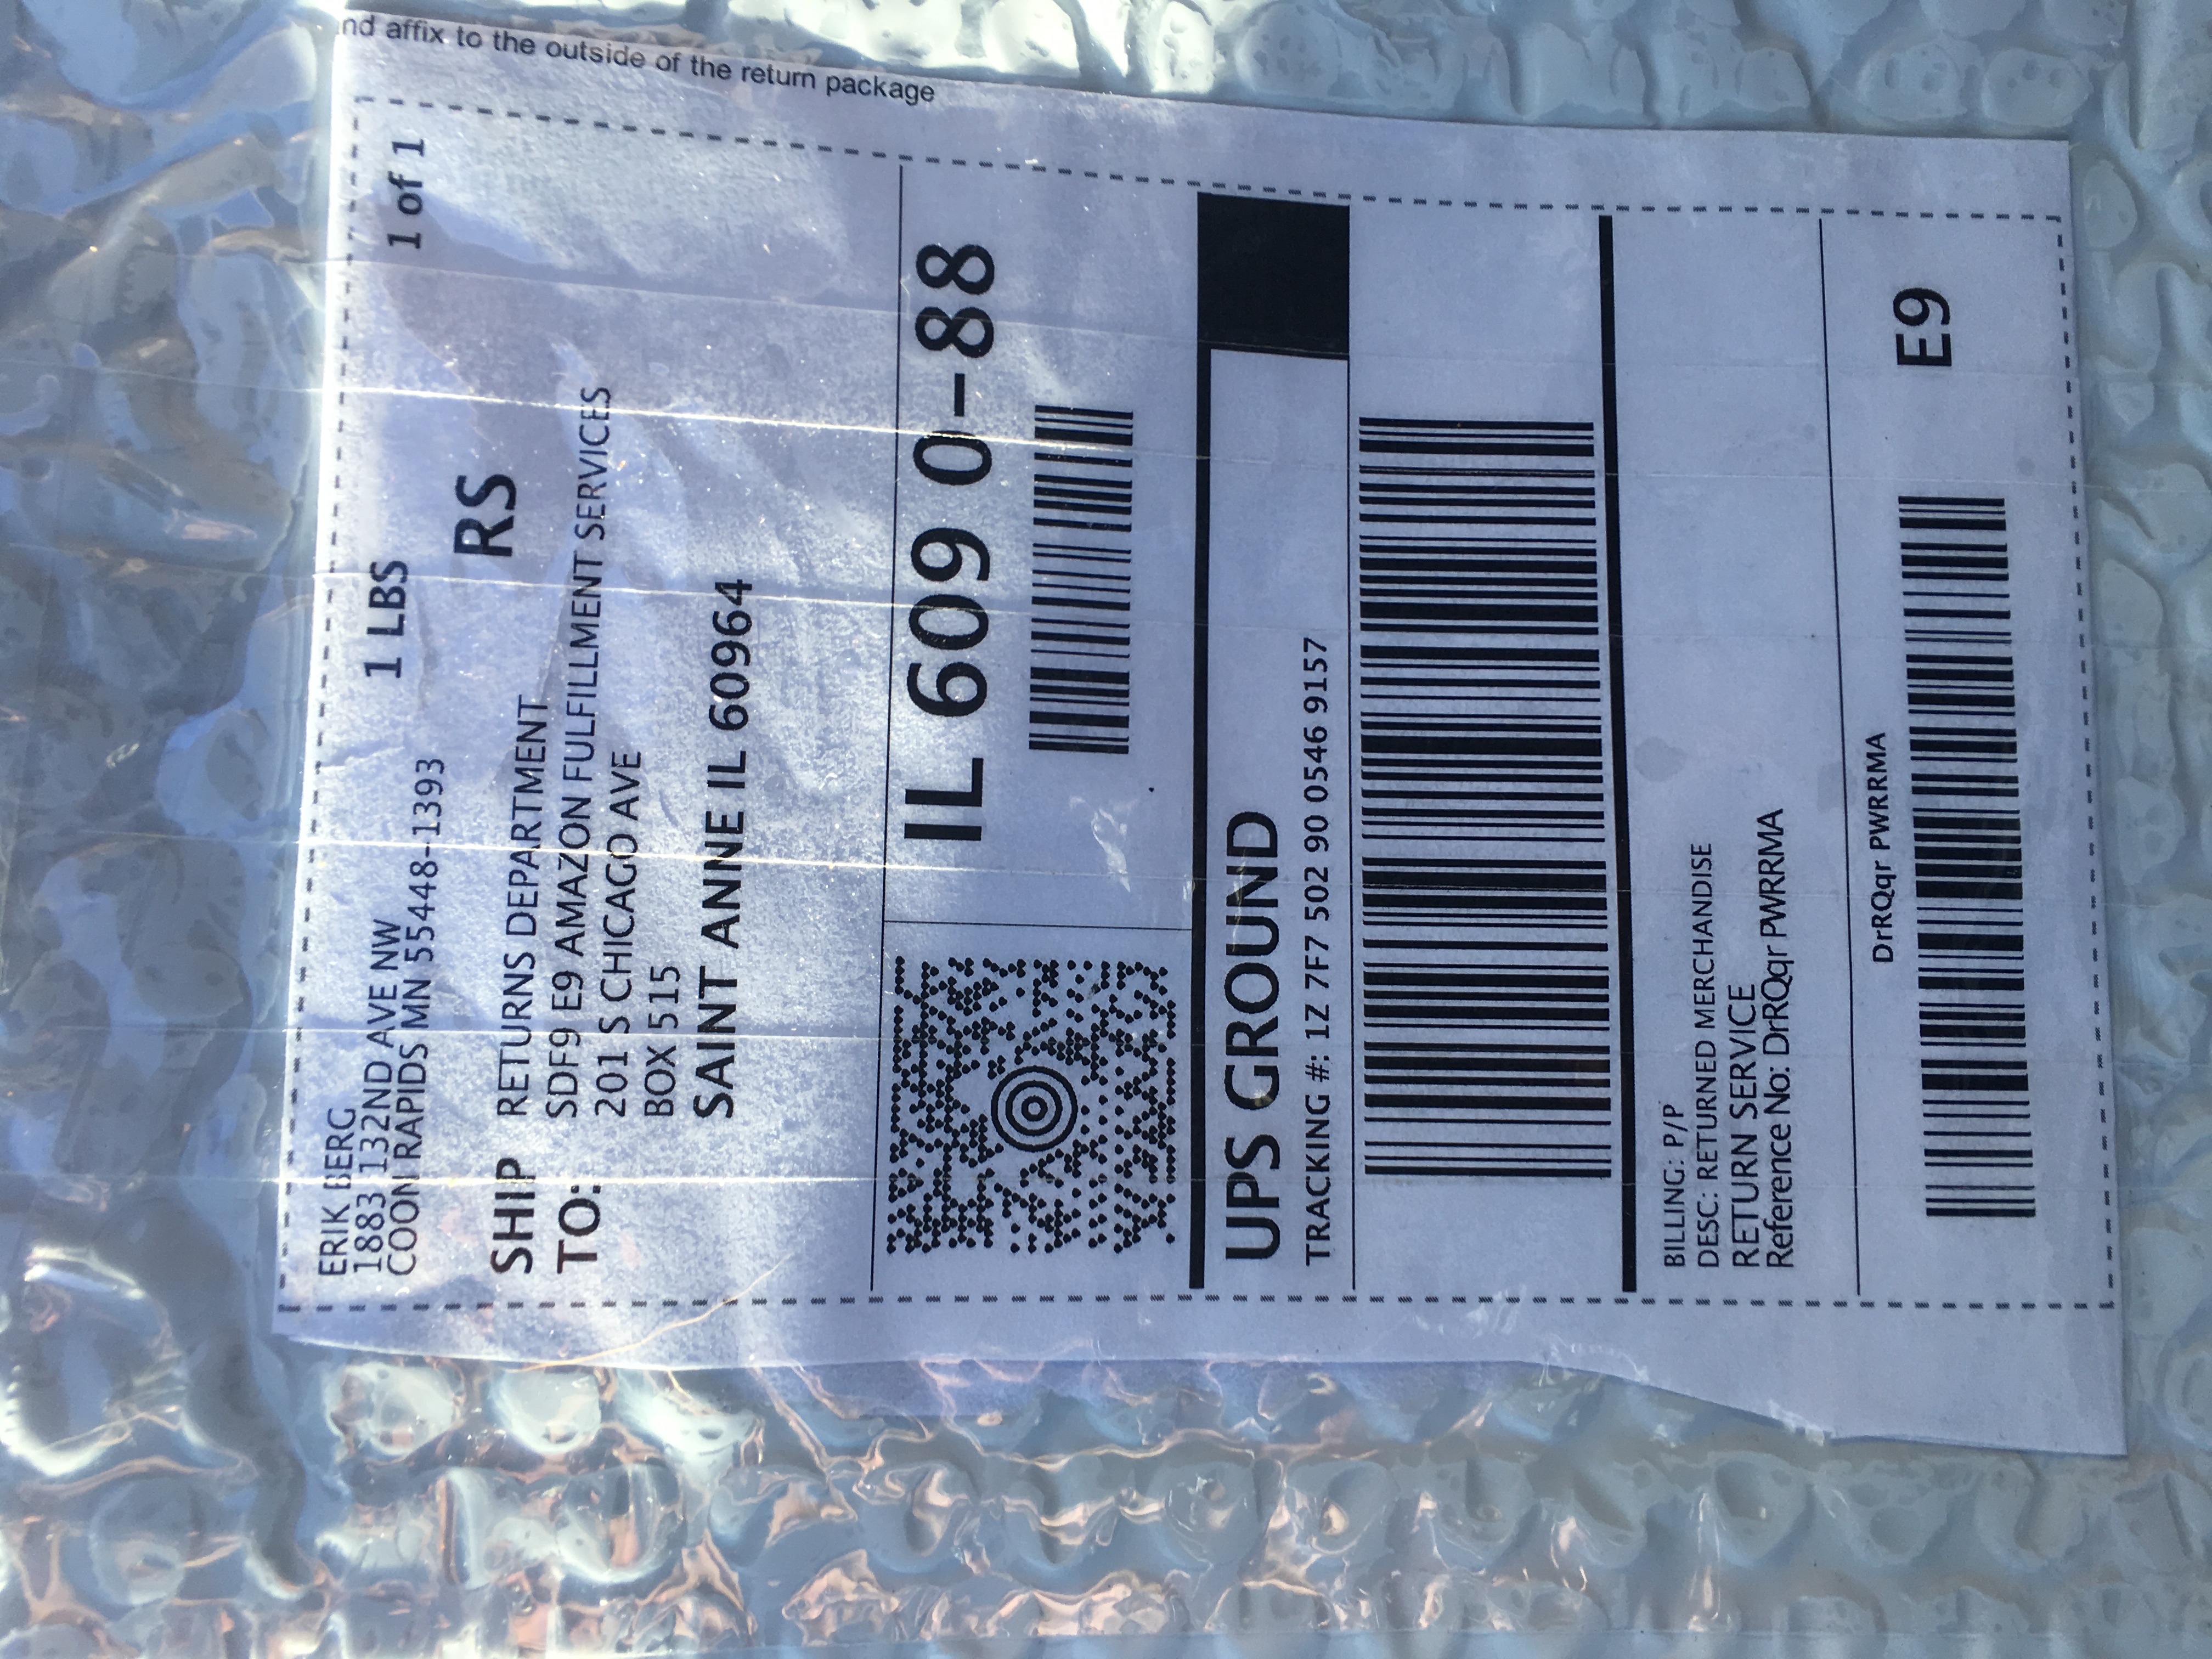 nd affix to the outside of the return package
ERIK BERG
1883 132ND AVE NW
COON RAPIDS MN 55448-1393
1 LBS
1 of 1
RS
SHIP TO:
RETURNS DEPARTMENT
SDF9 E9 AMAZON FULFILLMENT SERVICES
201 S CHICAGO AVE
BOX 515
SAINT ANNE IL 60964
IL 609 0-88
UPS GROUND
TRACKING #: 1Z 7F7 502 90 0546 9157
BILLING: P/P
DESC: RETURNED MERCHANDISE
RETURN SERVICE
Reference No: DrRQqr PWRRMA
DrRQqr PWRRMA
E9